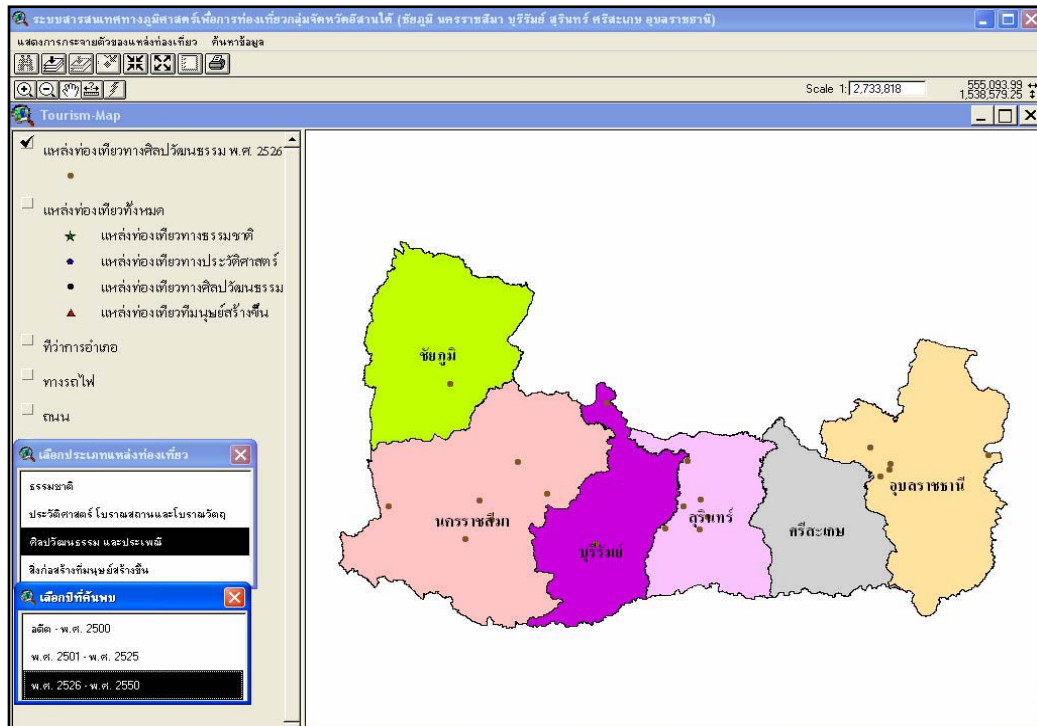 ระบบสารสนเทศทางภูมิศาสตร์เพื่อการท่องเที่ยวกลุ่มจังหวัดอีสานใต้ (ชัยภูมิ นครราชสีมา บุรีรัมย์ สุรินทร์ ศรีสะเกษ อุบลราชธานี)
แสดงการกระจายตัวของแหล่งท่องเที่ยว ค้นหาข้อมูล
Scale 1: 2,733,818
555,093.99
1,538,579.25
Tourism-Map
แหล่งท่องเที่ยวทางศิลปวัฒนธรรม พ.ศ. 2526
แหล่งท่องเที่ยวทั้งหมด
แหล่งท่องเที่ยวทางธรรมชาติ
แหล่งท่องเที่ยวทางประวัติศาสตร์
แหล่งท่องเที่ยวทางศิลปวัฒนธรรม
แหล่งท่องเที่ยวที่มนุษย์สร้างขึ้น
ที่ว่าการอำเภอ
ทางรถไฟ
ถนน
เลือกประเภทแหล่งท่องเที่ยว
ธรรมชาติ
ประวัติศาสตร์ โบราณสถานและโบราณวัตถุ
ศิลปวัฒนธรรม และประเพณี
สิ่งก่อสร้างที่มนุษย์สร้างขึ้น
เลือกปีที่ค้นพบ
อดีต - พ.ศ. 2500
พ.ศ. 2501 - พ.ศ. 2525
พ.ศ. 2526 - พ.ศ. 2550
ชัยภูมิ
นครราชสีมา
บุรีรัมย์
สุรินทร์
ศรีสะเกษ
อุบลราชธานี